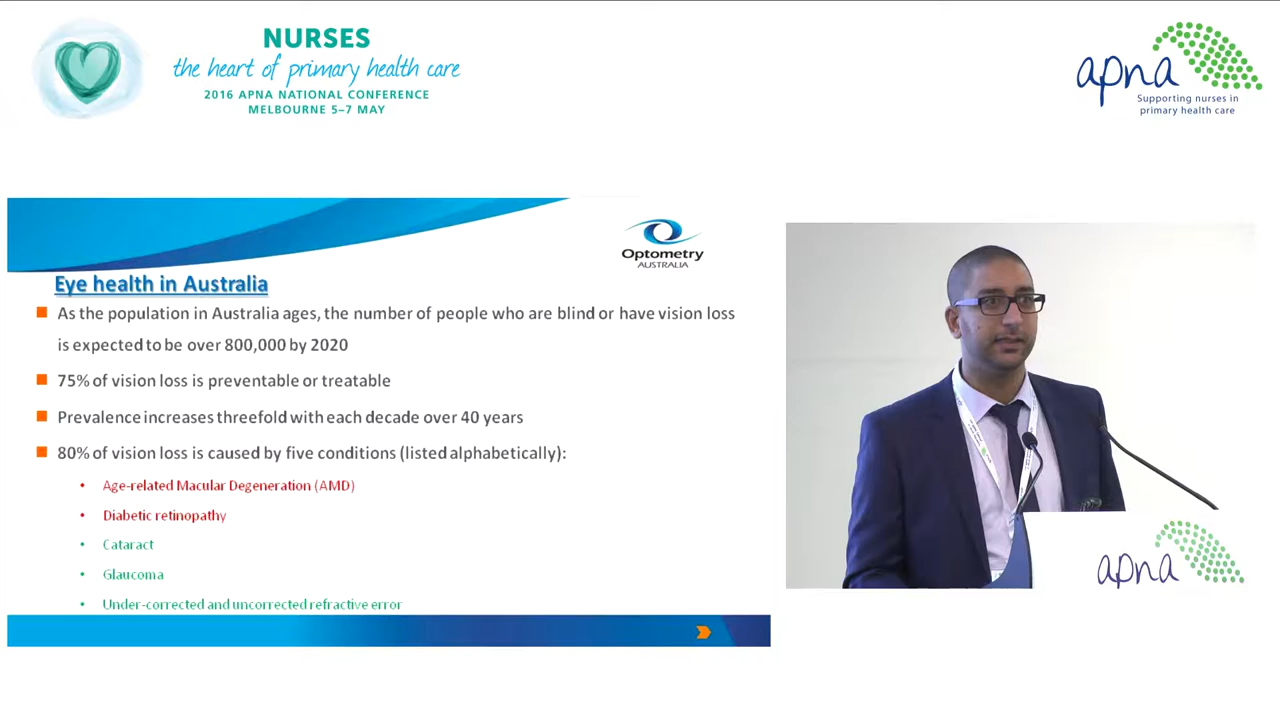 NURSES
the heart of primary health care
2016 APNA NATIONAL CONFERENCE
MELBOURNE 5–7 MAY
apna
Supporting nurses in
primary health care
Optometry
AUSTRALIA
Eye health in Australia
As the population in Australia ages, the number of people who are blind or have vision loss
is expected to be over 800,000 by 2020
75% of vision loss is preventable or treatable
Prevalence increases threefold with each decade over 40 years
80% of vision loss is caused by five conditions (listed alphabetically):
• Age-related Macular Degeneration (AMD)
• Diabetic retinopathy
• Cataract
• Glaucoma
• Under-corrected and uncorrected refractive error
apna